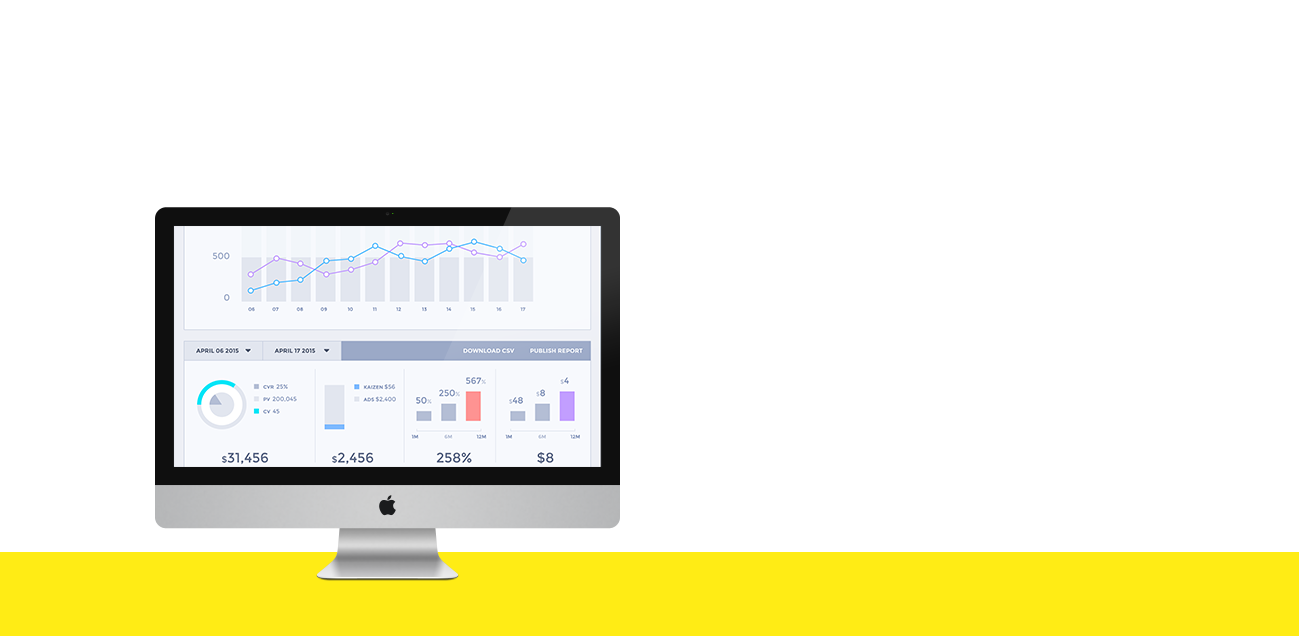 500
0
06 07 08 09 10 11 12 13 14 15 16 17
APRIL 06 2015 APRIL 17 2015 DOWNLOAD CSV PUBLISH REPORT
CVR 25%
PV 200,045
CV 45
KAIZEN $56
ADS $2,400
50% 250% 567%
1M 6M 12M
$48 $8 $4
1M 6M 12M
$31,456 $2,456 258% $8